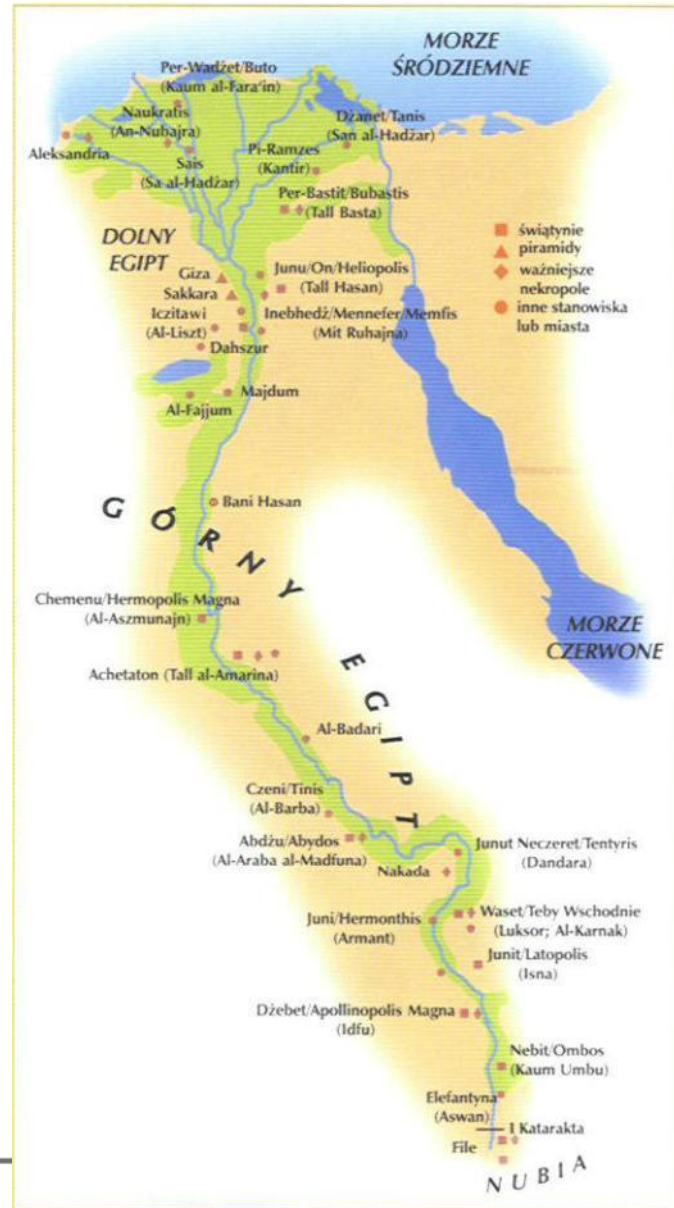 MORZE
ŚRÓDZIEMNE
Per-Wadżet/Buto
(Kaum al-Fara'in)
Naukratis
(An-Nubajra)
Aleksandria
Sais
(Sa al-Hadżar)
Pi-Ramzes
(Kantir)
Dżanet/Tanis
(San al-Hadżar)
Per-Bastit/Bubastis
(Tall Basta)
świątynie
piramidy
ważniejsze
nekropole
inne stanowiska
lub miasta
DOLNY
EGIPT
Giza
Sakkara
Iczitawi
(Al-Liszt)
Dahszur
Junu/On/Heliopolis
(Tall Hasan)
Inebhedź/Mennefer/Memfis
(Mit Ruhajna)
Majdum
Al-Fajjum
GÓRNY EGIPT
Bani Hasan
Chemenu/Hermopolis Magna
(Al-Aszmunajn)
MORZE
CZERWONE
Achetaton (Tall al-Amarina)
Al-Badari
Czeni/Tinis
(Al-Barba)
Abdżu/Abydos
(Al-Araba al-Madfuna)
Nakada
Junut Neczeret/Tentyris
(Dandara)
Juni/Hermonthis
(Armant)
Waset/Teby Wschodnie
(Luksor; Al-Karnak)
Junit/Latopolis
(Isna)
Dżebet/Apollinopolis Magna
(Idfu)
Nebit/Ombos
(Kaum Umbu)
Elefantyna
(Aswan)
I Katarakta
File
NUBIA